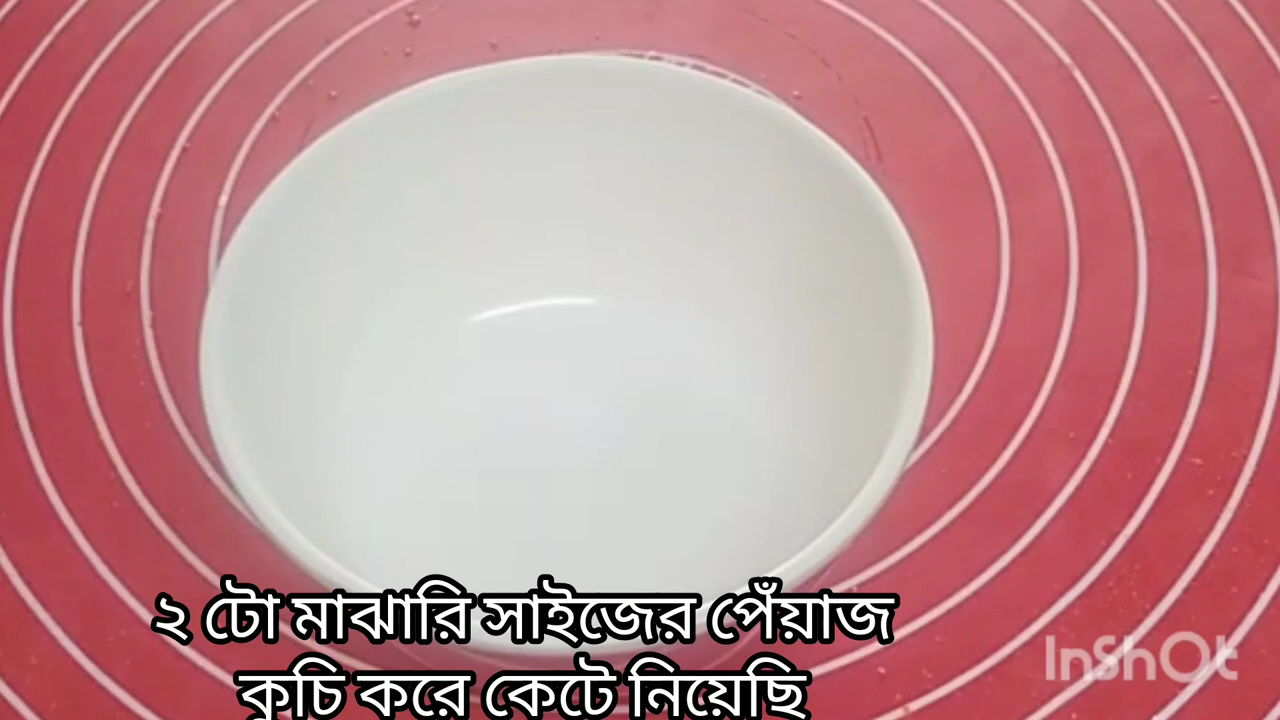 ২ টো মাঝারি সাইজের পেঁয়াজ
কুচি করে কেটে নিয়েছি
InShOt